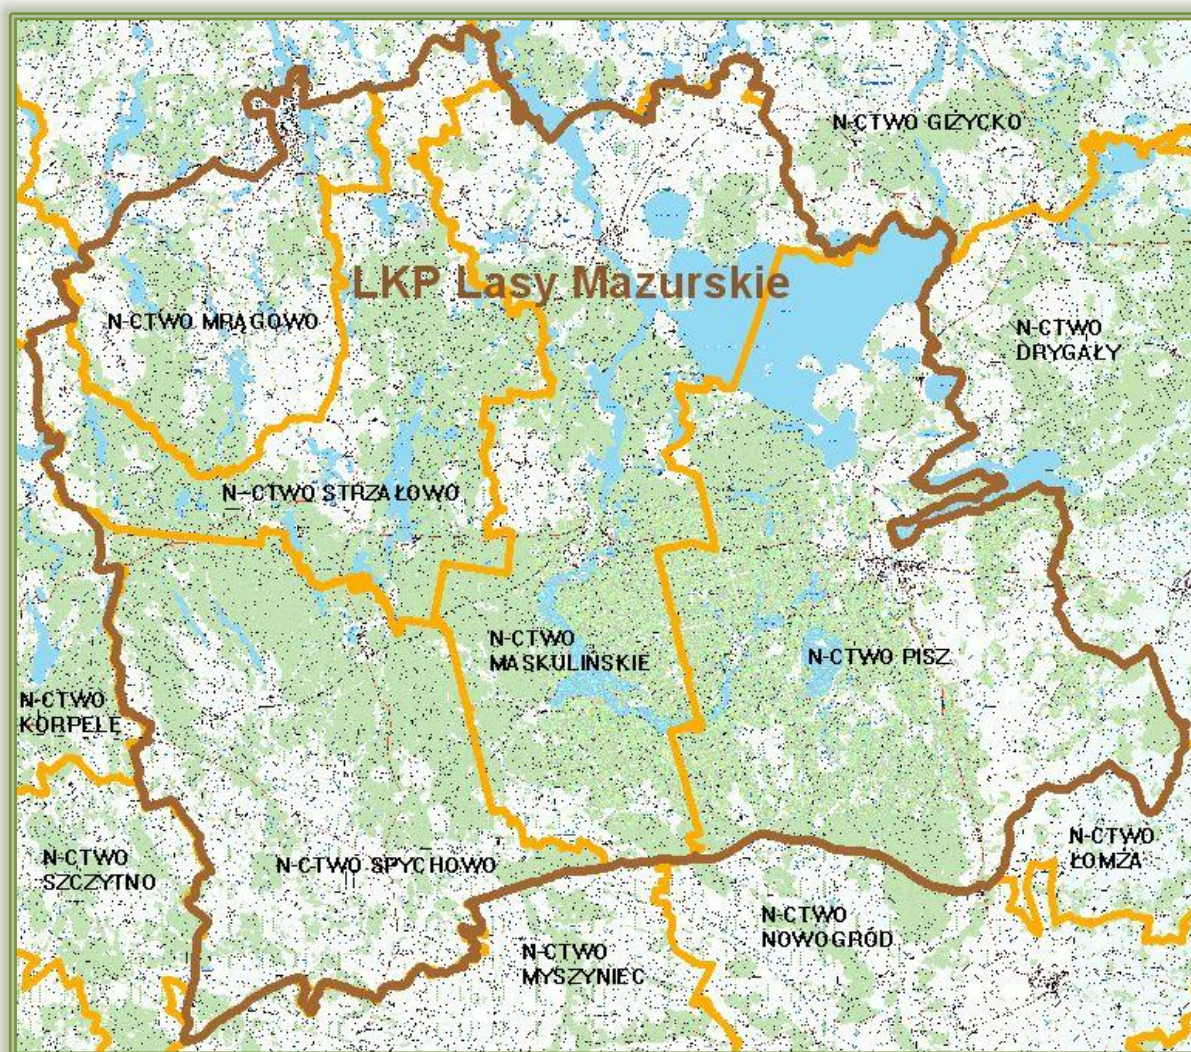 N-CTWO GIŻYCKO
LKP Lasy Mazurskie
N-CTWO MRĄGOWO
N-CTWO
DRYGAŁY
N-CTWO STRZAŁOWO
N-CTWO
MASKULIŃSKIE
N-CTWO PISZ
N-CTWO
KORPELE
N-CTWO
SZCZYTNO
N-CTWO SPYCHOWO
N-CTWO
ŁOMŻA
N-CTWO
NOWOGRÓD
N-CTWO
MYSZYNIEC